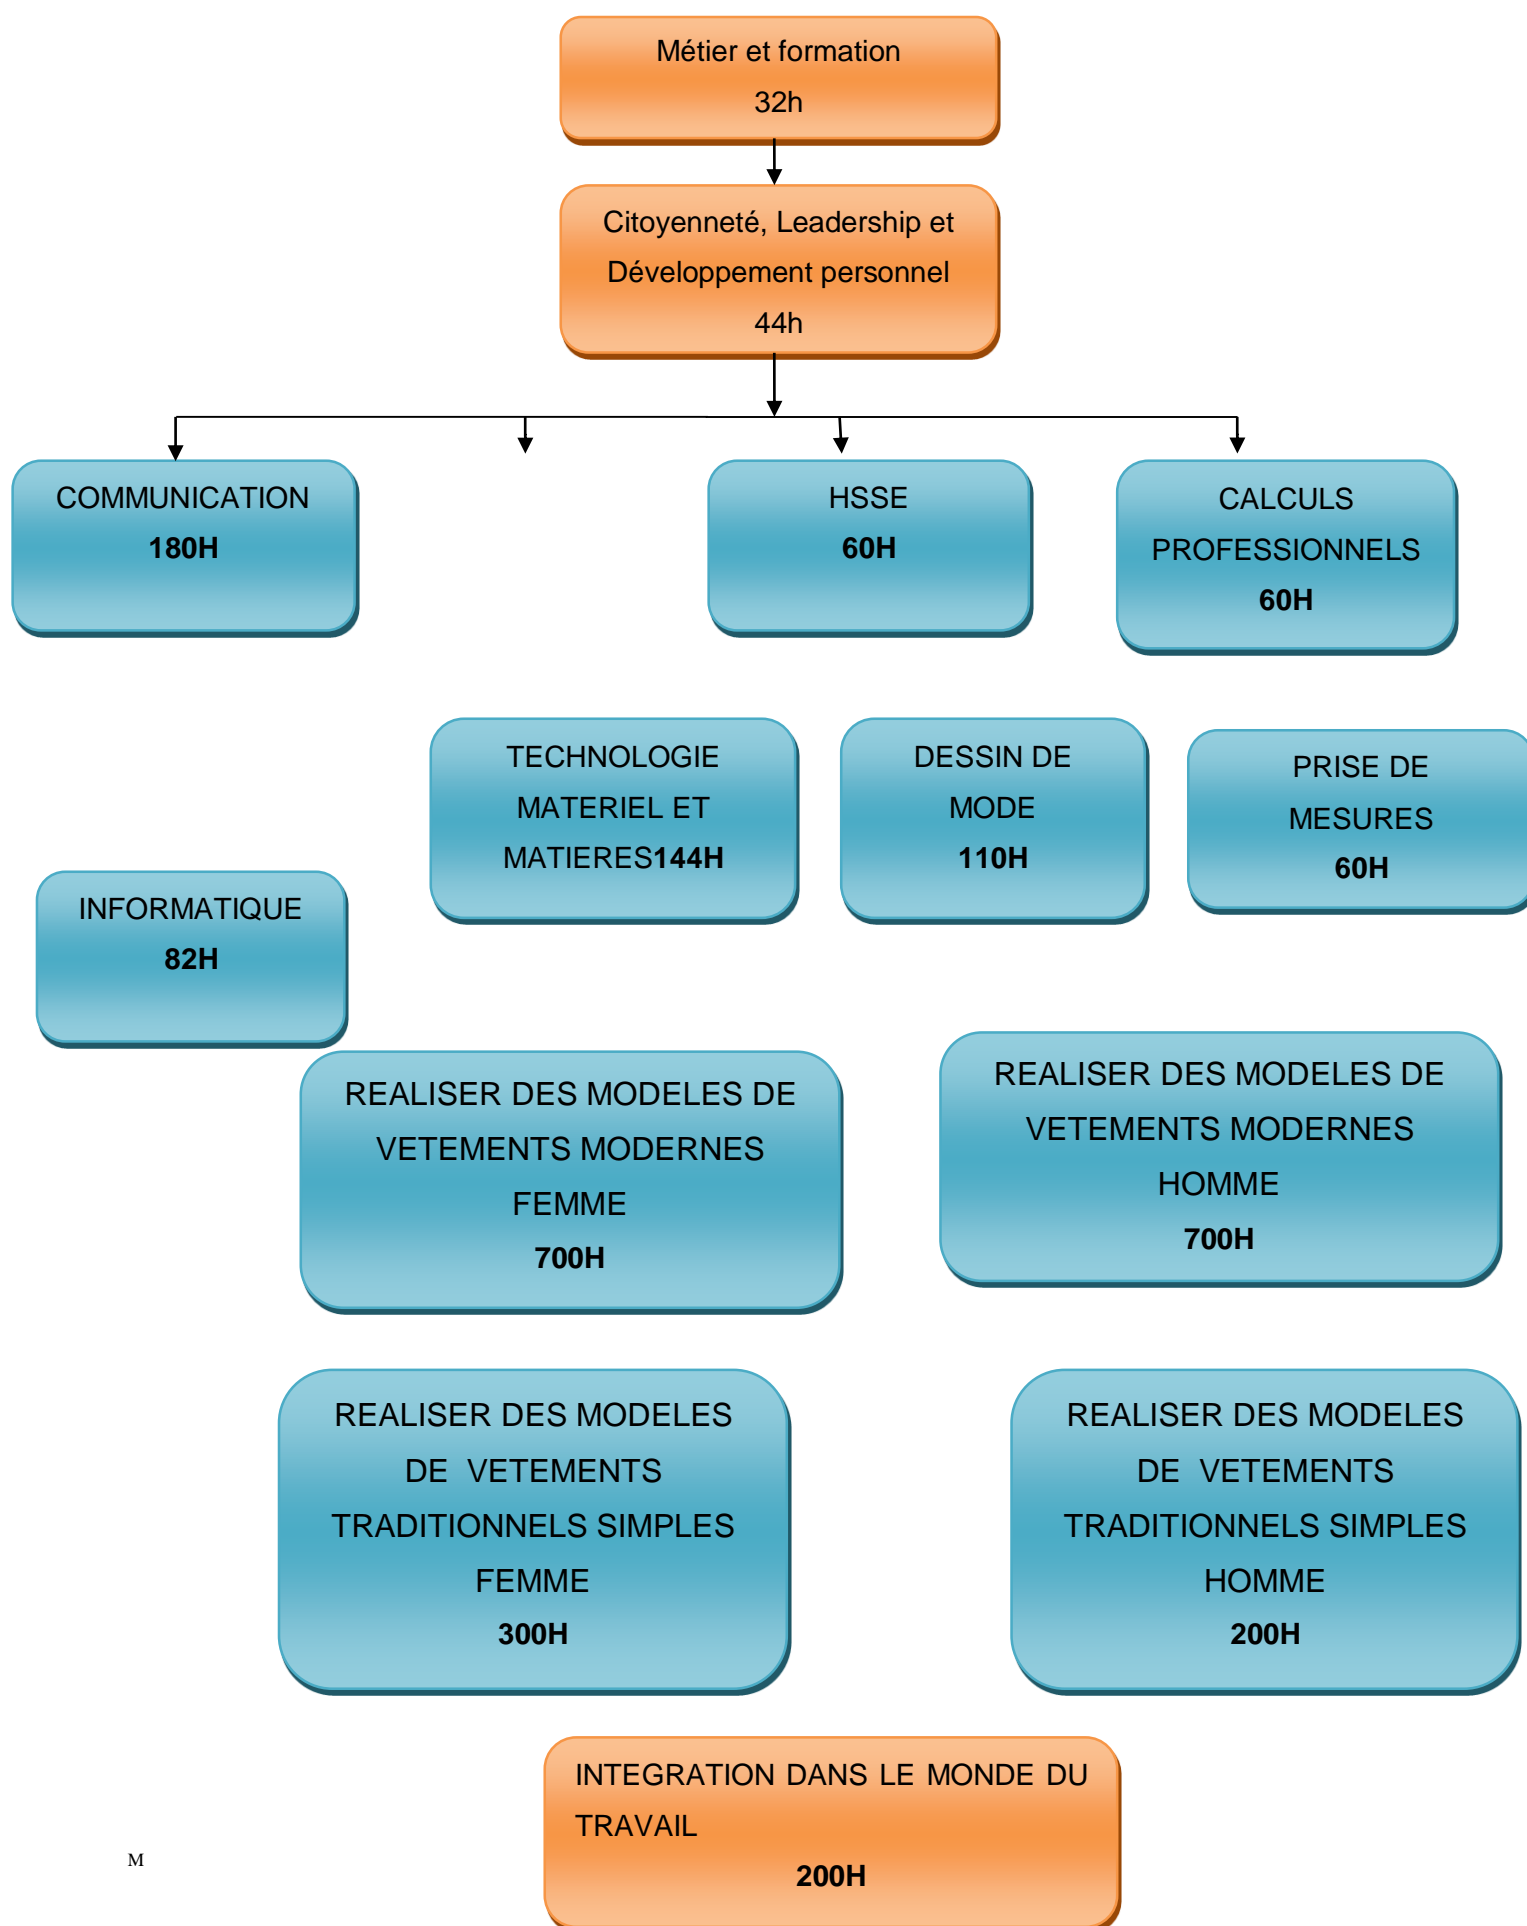 Métier et formation
32h
Citoyenneté, Leadership et
Développement personnel
44h
COMMUNICATION
180H
HSSE
60H
CALCULS
PROFESSIONNELS
60H
TECHNOLOGIE
MATERIEL ET
MATIERES144H
DESSIN DE
MODE
110H
PRISE DE
MESURES
60H
INFORMATIQUE
82H
REALISER DES MODELES DE
VETEMENTS MODERNES
FEMME
700H
REALISER DES MODELES DE
VETEMENTS MODERNES
HOMME
700H
REALISER DES MODELES
DE VETEMENTS
TRADITIONNELS SIMPLES
FEMME
300H
REALISER DES MODELES
DE VETEMENTS
TRADITIONNELS SIMPLES
HOMME
200H
INTEGRATION DANS LE MONDE DU
TRAVAIL
200H
M